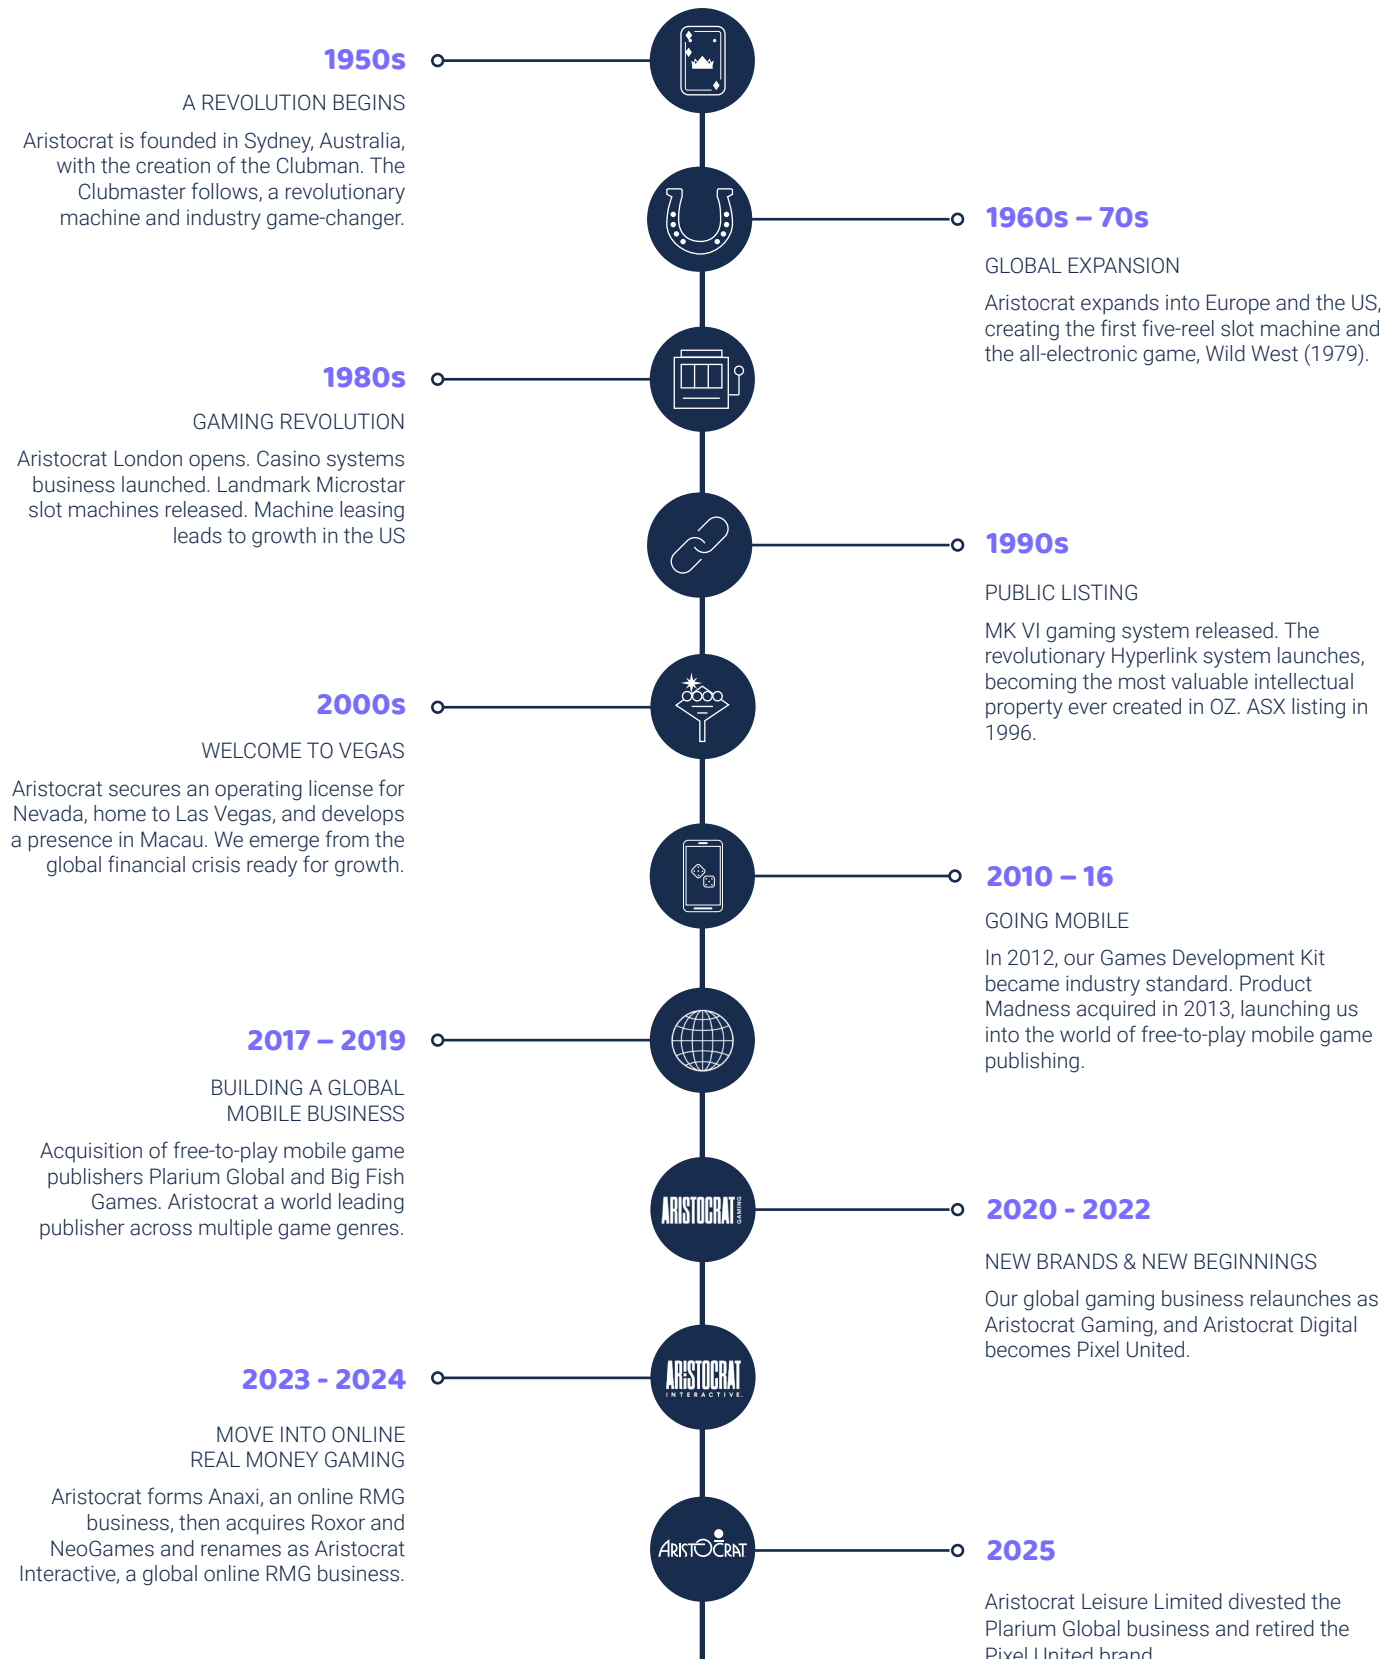 1950s
A REVOLUTION BEGINS
Aristocrat is founded in Sydney, Australia,
with the creation of the Clubman. The
Clubmaster follows, a revolutionary
machine and industry game-changer.
1960s – 70s
GLOBAL EXPANSION
Aristocrat expands into Europe and the US,
creating the first five-reel slot machine and
the all-electronic game, Wild West (1979).
1980s
GAMING REVOLUTION
Aristocrat London opens. Casino systems
business launched. Landmark Microstar
slot machines released. Machine leasing
leads to growth in the US
1990s
PUBLIC LISTING
MK VI gaming system released. The
revolutionary Hyperlink system launches,
becoming the most valuable intellectual
property ever created in OZ. ASX listing in
1996.
2000s
WELCOME TO VEGAS
Aristocrat secures an operating license for
Nevada, home to Las Vegas, and develops
a presence in Macau. We emerge from the
global financial crisis ready for growth.
2010 – 16
GOING MOBILE
In 2012, our Games Development Kit
became industry standard. Product
Madness acquired in 2013, launching us
into the world of free-to-play mobile game
publishing.
2017 – 2019
BUILDING A GLOBAL
MOBILE BUSINESS
Acquisition of free-to-play mobile game
publishers Plarium Global and Big Fish
Games. Aristocrat a world leading
publisher across multiple game genres.
ARISTOCRAT GAMING
2020 - 2022
NEW BRANDS & NEW BEGINNINGS
Our global gaming business relaunches as
Aristocrat Gaming, and Aristocrat Digital
becomes Pixel United.
2023 - 2024
ARISTOCRAT
INTERACTIVE.
MOVE INTO ONLINE
REAL MONEY GAMING
Aristocrat forms Anaxi, an online RMG
business, then acquires Roxor and
NeoGames and renames as Aristocrat
Interactive, a global online RMG business.
ARISTOCRAT
2025
Aristocrat Leisure Limited divested the
Plarium Global business and retired the
Pixel United brand